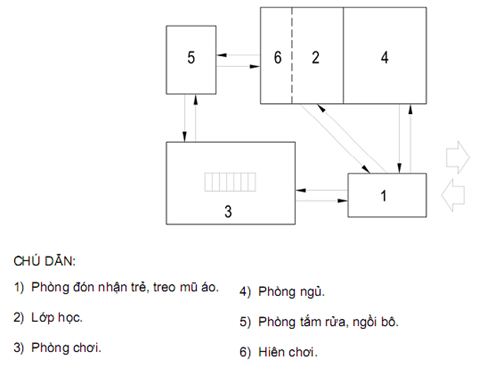 5
6
2
4
1
3
CHÚ DẪN:
1) Phòng đón nhận trẻ, treo mũ áo.
2) Lớp học.
3) Phòng chơi.
4) Phòng ngủ.
5) Phòng tắm rửa, ngồi bô.
6) Hiên chơi.